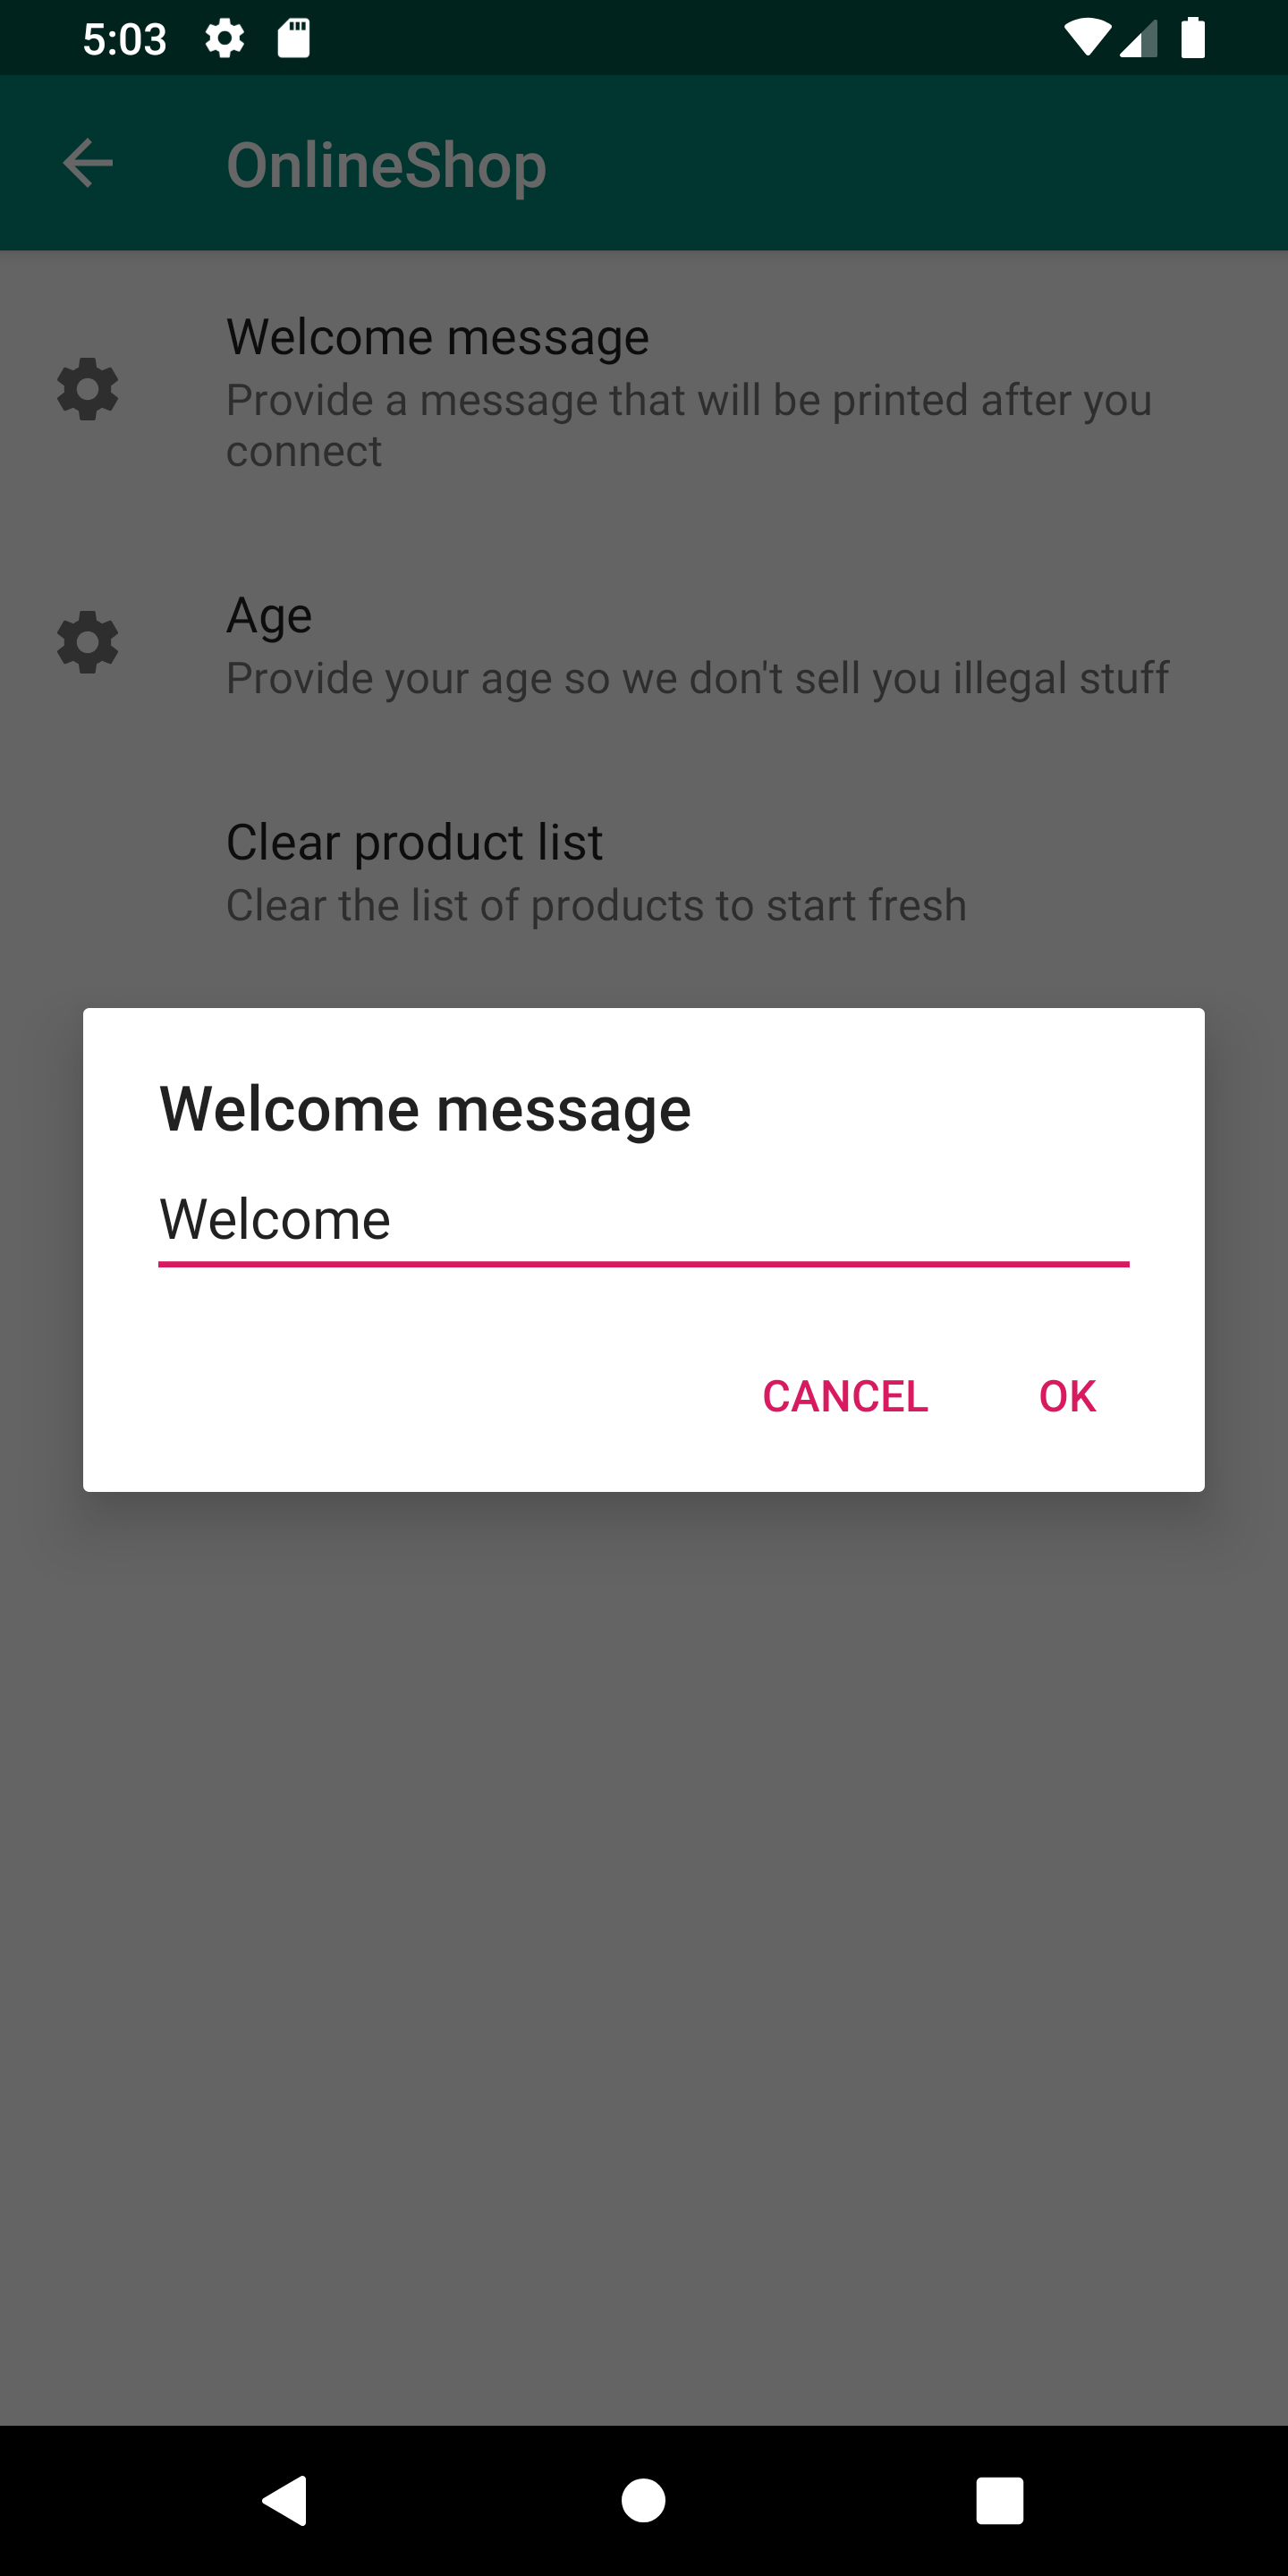 5:03
OnlineShop
Welcome message
Provide a message that will be printed after you
connect
Age
Provide your age so we don't sell you illegal stuff
Clear product list
Clear the list of products to start fresh
Welcome message
Welcome
CANCEL OK